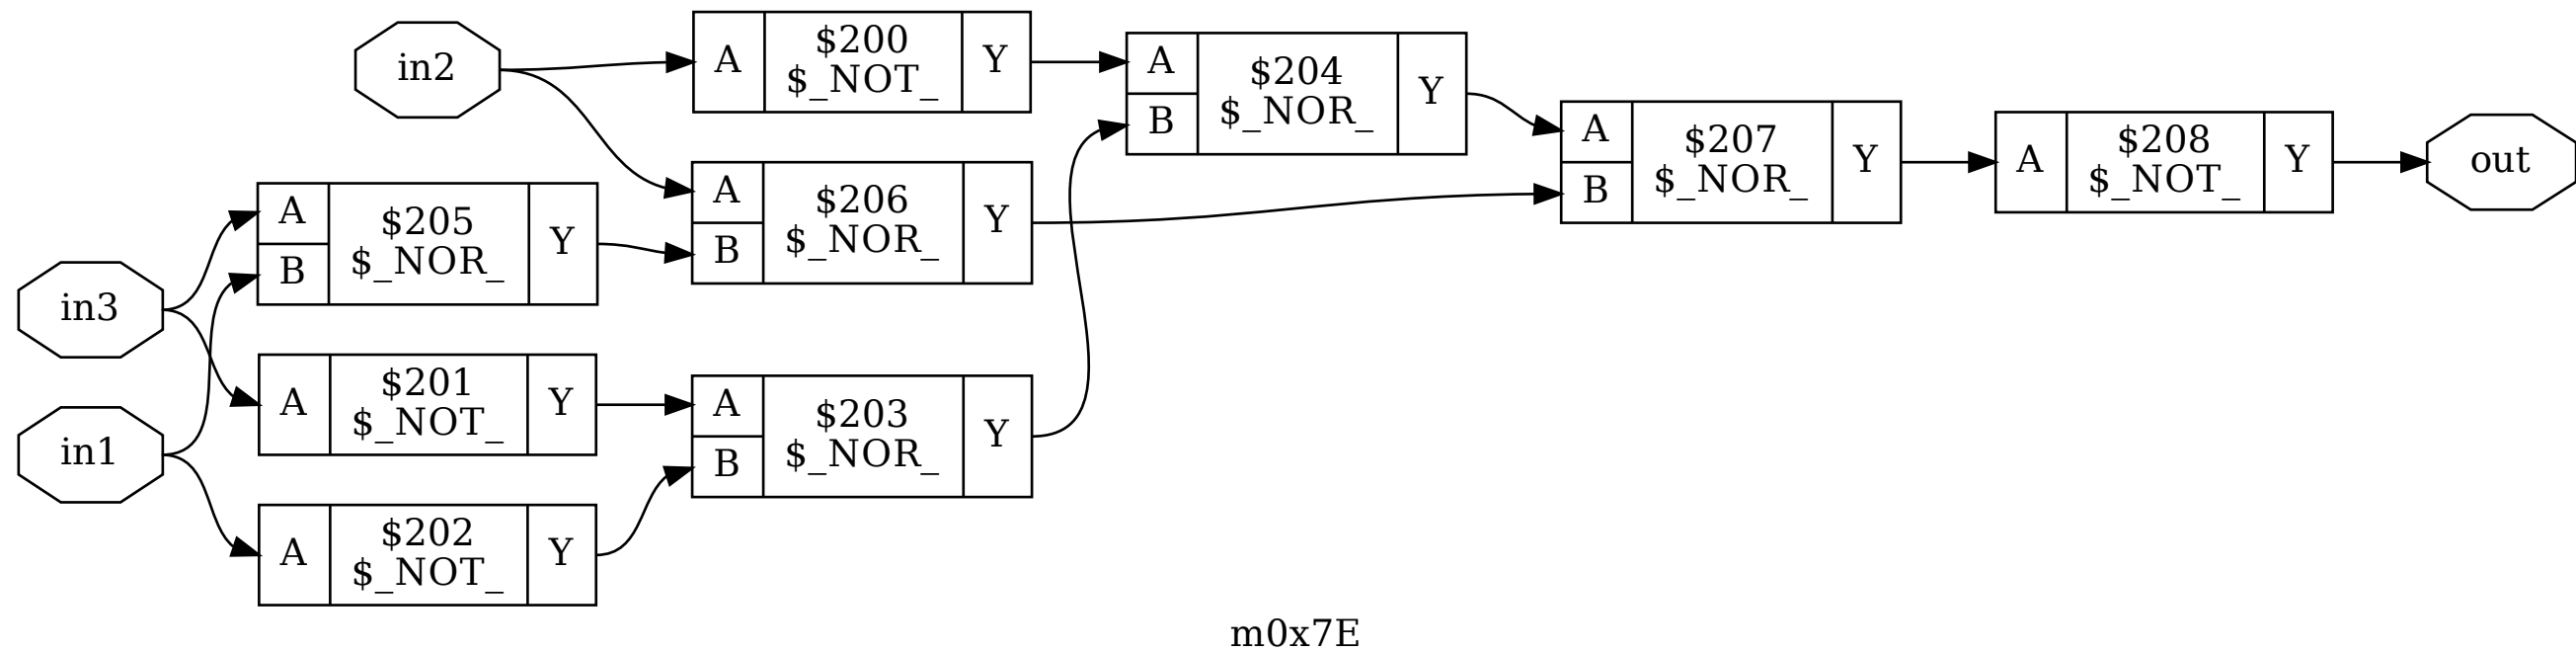 in2
A
$200
$_NOT_
Y
A
B
$204
$_NOR_
Y
A
B
$207
$_NOR_
Y
A
$208
$_NOT_
Y
out
A
B
$206
$_NOR_
Y
in3
A
B
$205
$_NOR_
Y
A
$201
$_NOT_
Y
A
B
$203
$_NOR_
Y
in1
A
$202
$_NOT_
Y
m0x7E